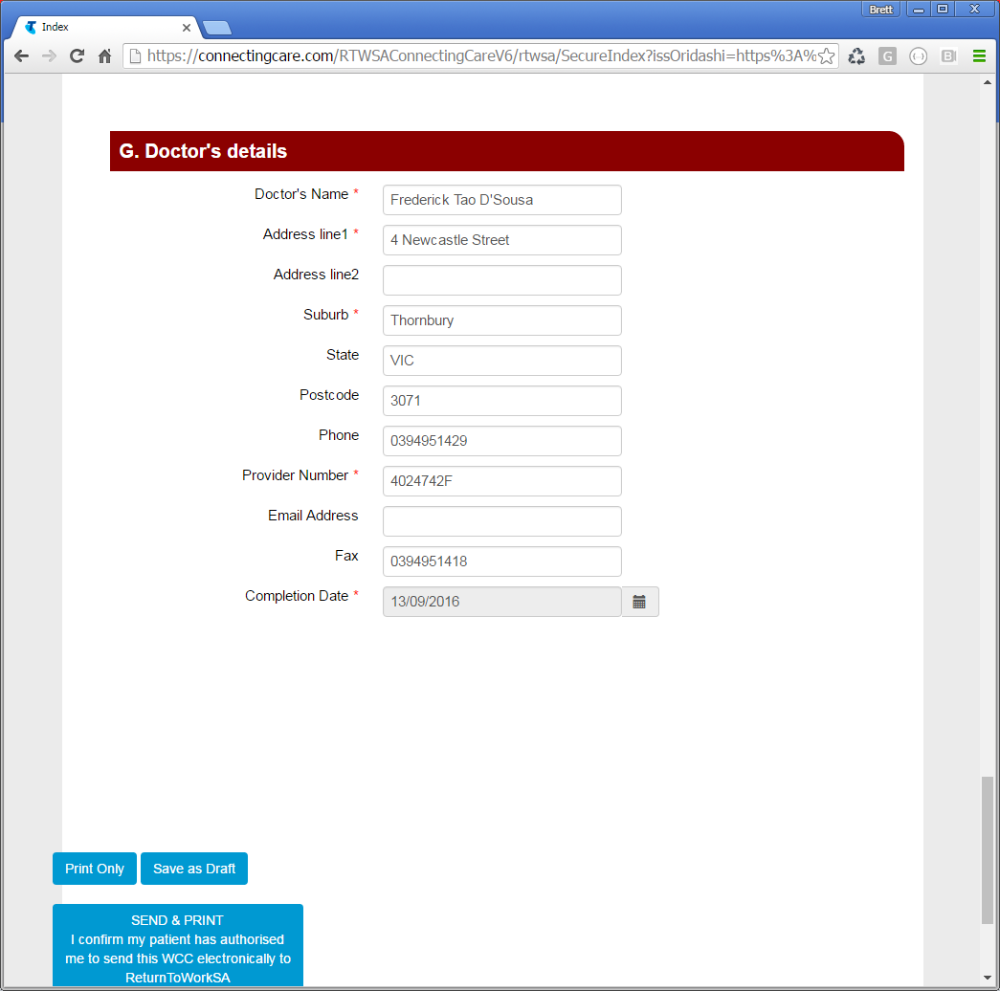 Brett
Index
https://connectingcare.com/RTWSAConnectingCareV6/rtwsa/SecureIndex?issOridashi=https%3A%
G. Doctor's details
Doctor's Name * Frederick Tao D'Sousa
Address line1 * 4 Newcastle Street
Address line2
Suburb * Thornbury
State VIC
Postcode 3071
Phone 0394951429
Provider Number * 4024742F
Email Address
Fax 0394951418
Completion Date * 13/09/2016
Print Only Save as Draft
SEND & PRINT
I confirm my patient has authorised
me to send this WCC electronically to
ReturnToWorkSA